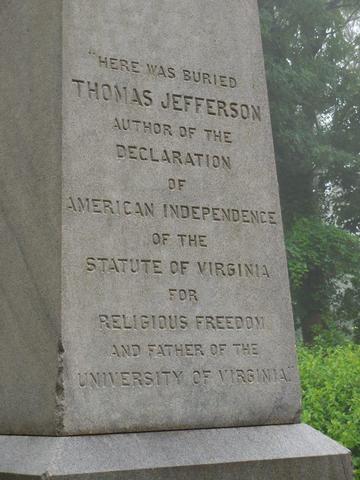 "HERE WAS BURIED
THOMAS JEFFERSON
AUTHOR OF THE
DECLARATION
OF
AMERICAN INDEPENDENCE
OF THE
STATUTE OF VIRGINIA
FOR
RELIGIOUS FREEDOM
AND FATHER OF THE
UNIVERSITY OF VIRGINIA."